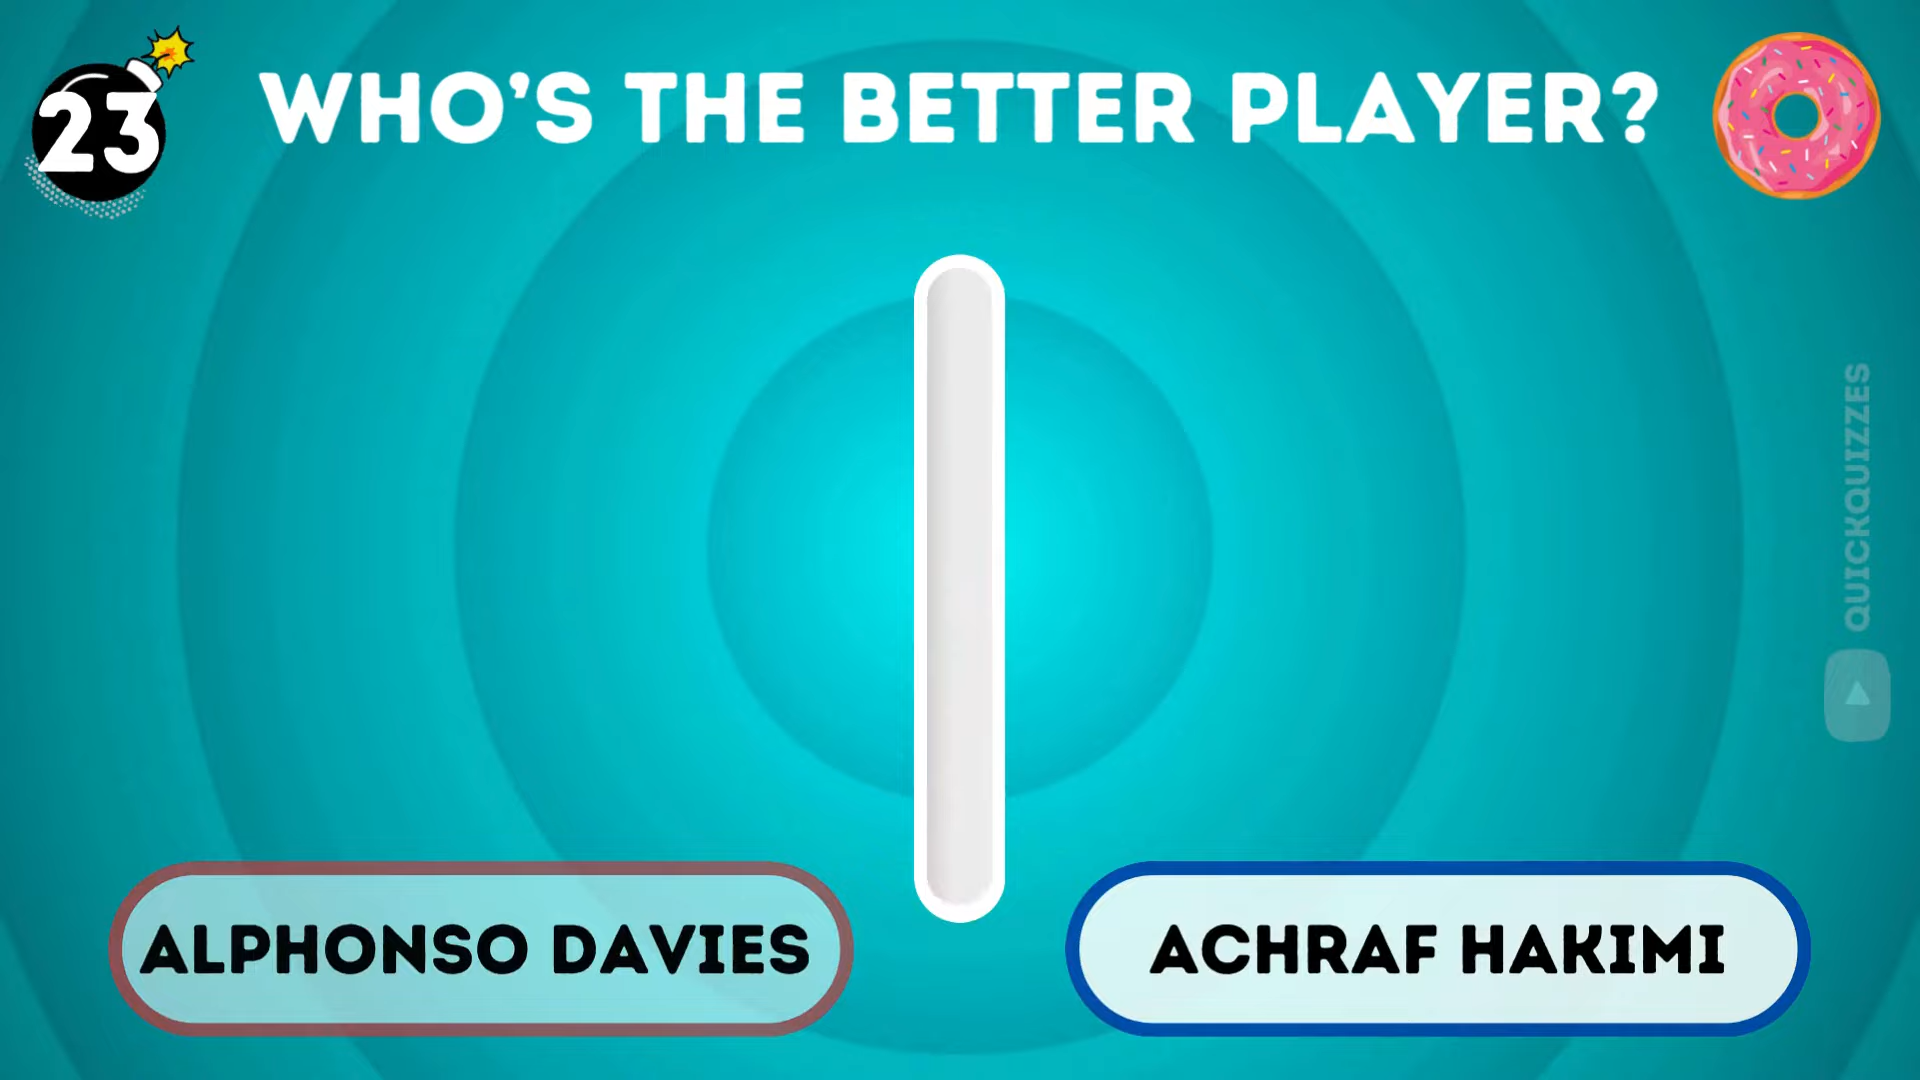 23
WHO'S THE BETTER PLAYER?
QUICKQUIZZES
ALPHONSO DAVIES
ACHRAF HAKIMI